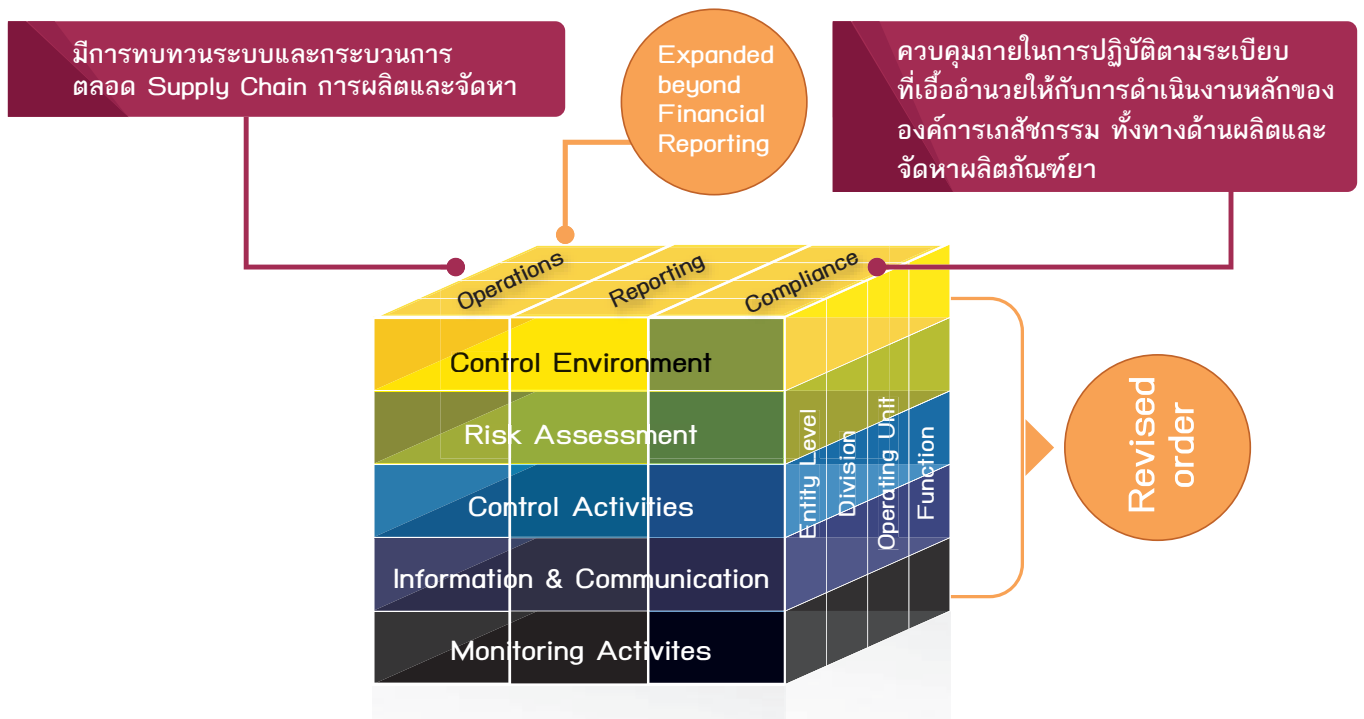 มีการทบทวนระบบและกระบวนการ
ตลอด Supply Chain การผลิตและจัดหา
Expanded
beyond
Financial
Reporting
ควบคุมภายในการปฏิบัติตามระเบียบ
ที่เอื้ออำนวยให้กับการดำเนินงานหลักของ
องค์การเภสัชกรรม ทั้งทางด้านผลิตและ
จัดหาผลิตภัณฑ์ยา
Operations
Reporting
Compliance
Control Environment
Risk Assessment
Control Activities
Information & Communication
Monitoring Activites
Entity Level
Division
Operating Unit
Function
Revised
order